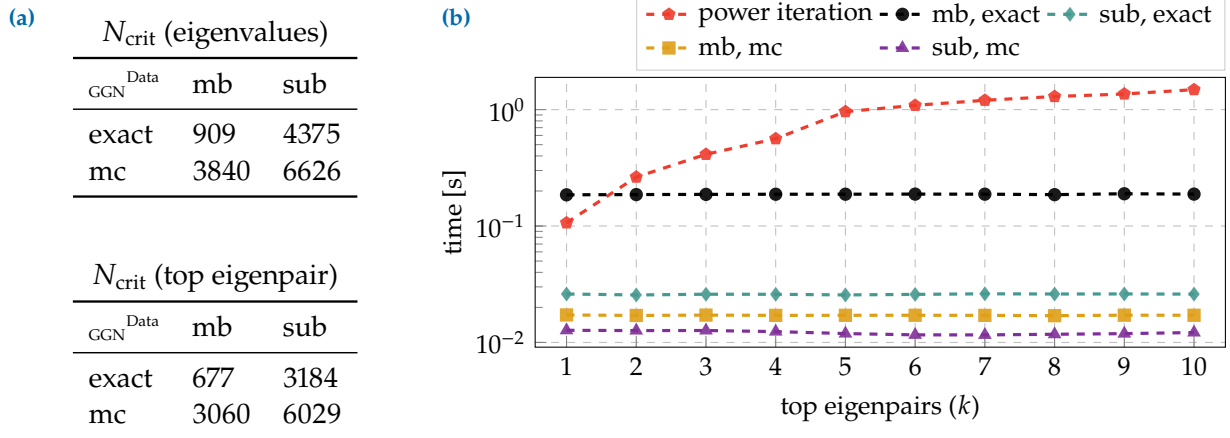 (a)
N_crit (eigenvalues)
GGN Data mb sub
exact 909 4375
mc 3840 6626
N_crit (top eigenpair)
GGN Data mb sub
exact 677 3184
mc 3060 6029
(b)
power iteration mb, exact sub, exact
mb, mc sub, mc
time [s]
10^0
10^−1
10^−2
1 2 3 4 5 6 7 8 9 10
top eigenpairs (k)